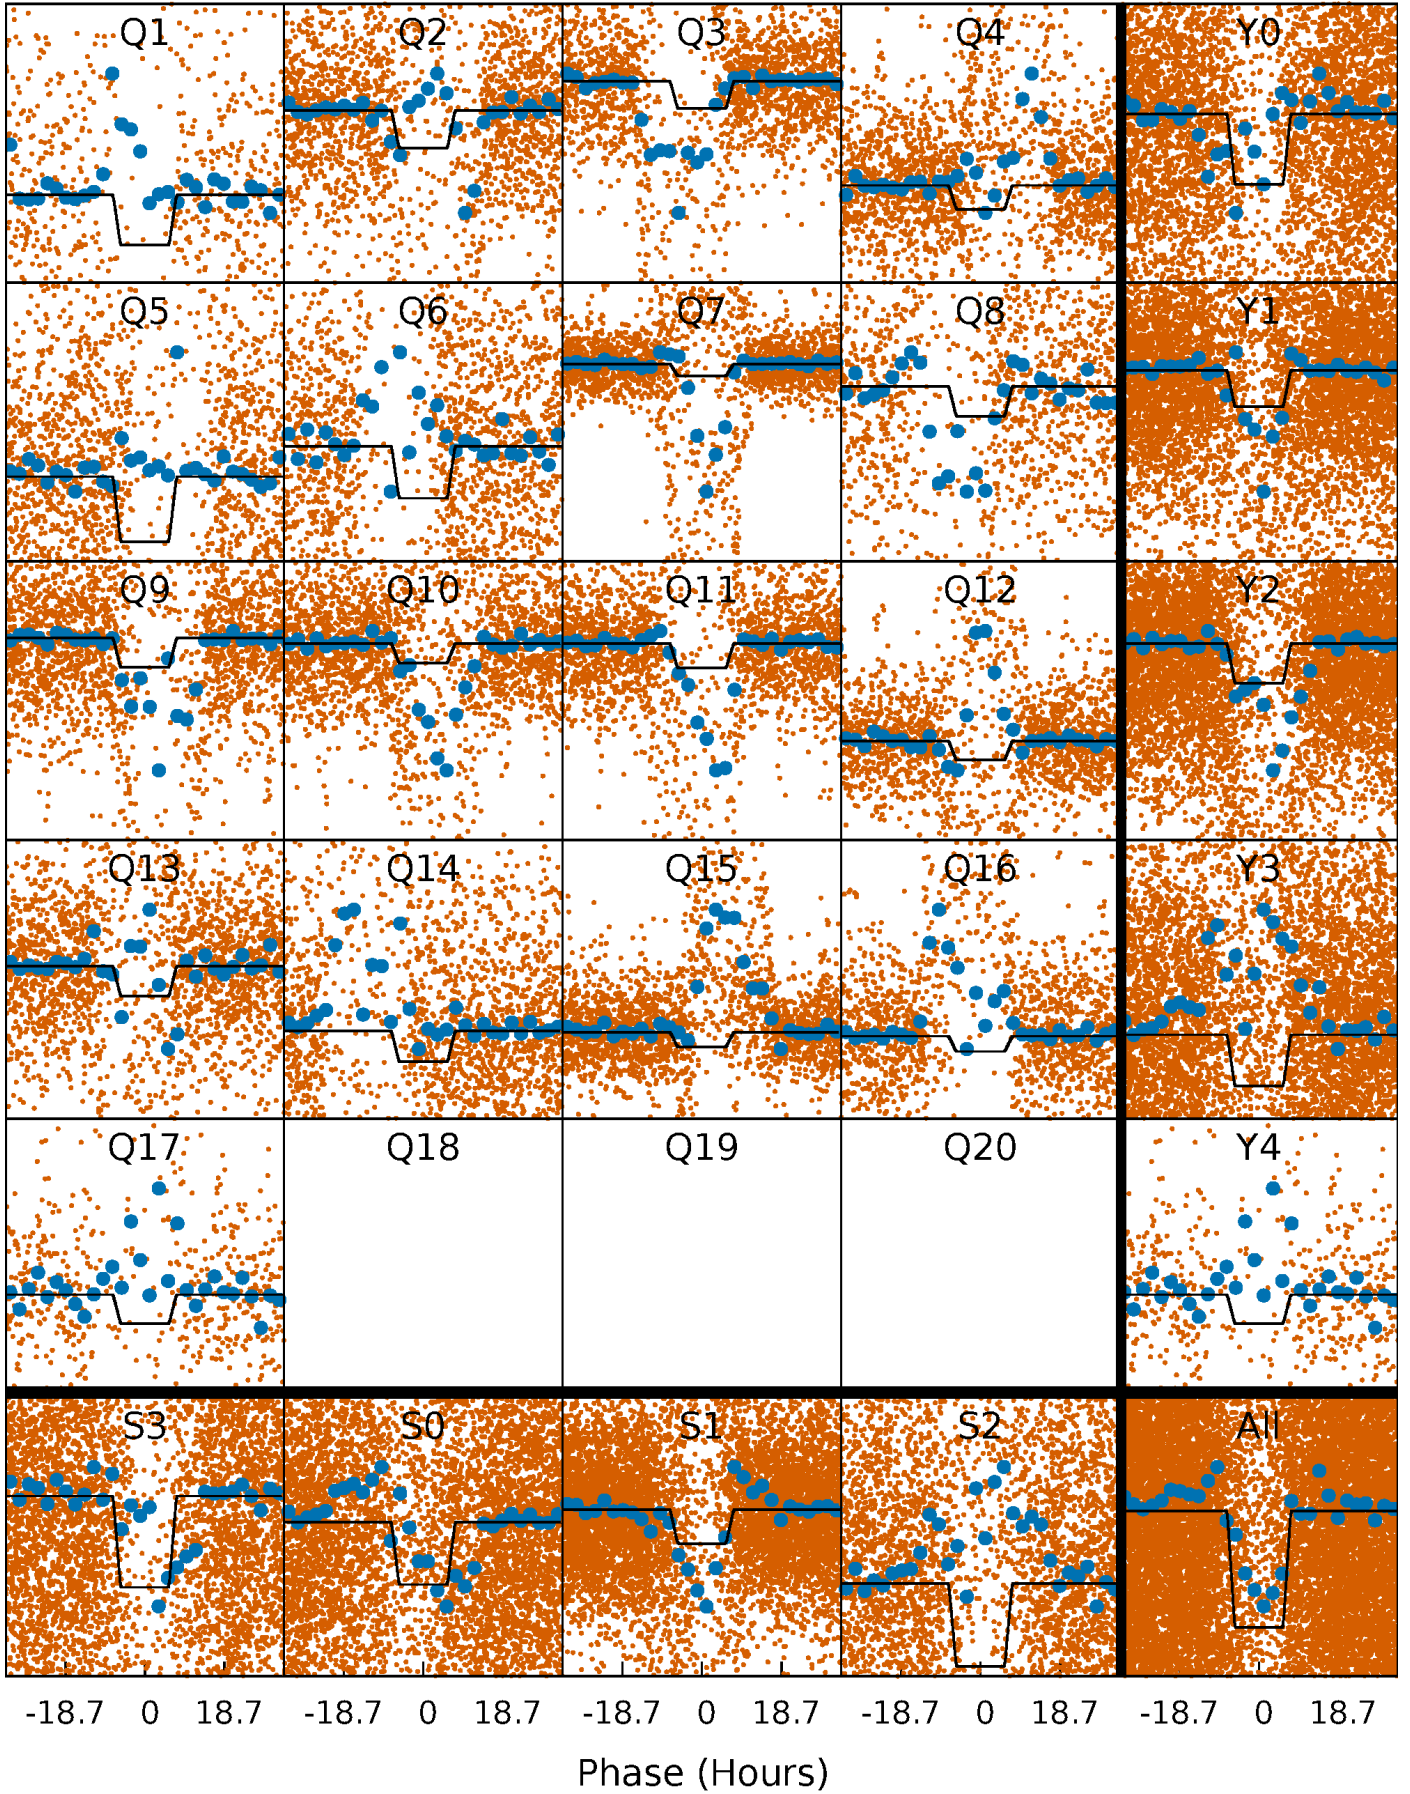 Q1 Q2 Q3 Q4 Y0
Q5 Q6 Q7 Q8 Y1
Q9 Q10 Q11 Q12 Y2
Q13 Q14 Q15 Q16 Y3
Q17 Q18 Q19 Q20 Y4
S3 S0 S1 S2 All
-18.7 0 18.7 -18.7 0 18.7 -18.7 0 18.7 -18.7 0 18.7 -18.7 0 18.7
Phase (Hours)